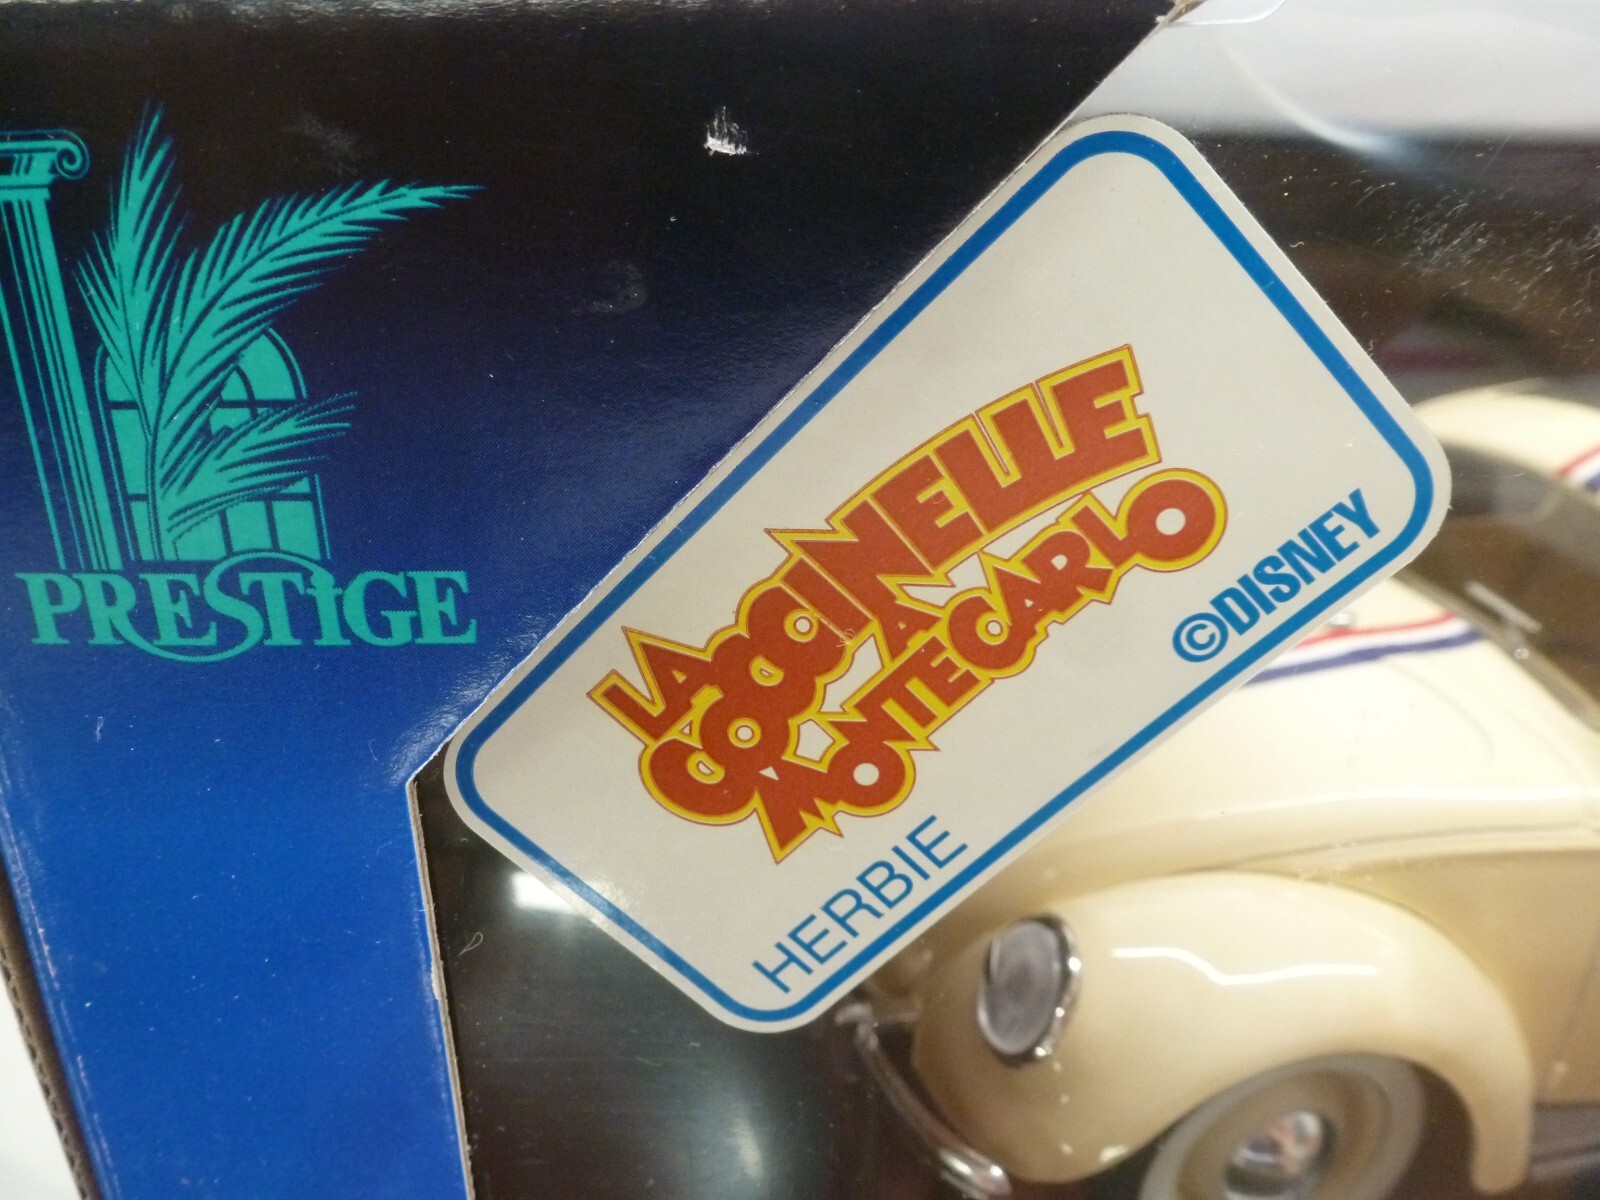 PRESTiGE
LA COCCINELLE
A
MONTE CARLO
©DISNEY
HERBIE